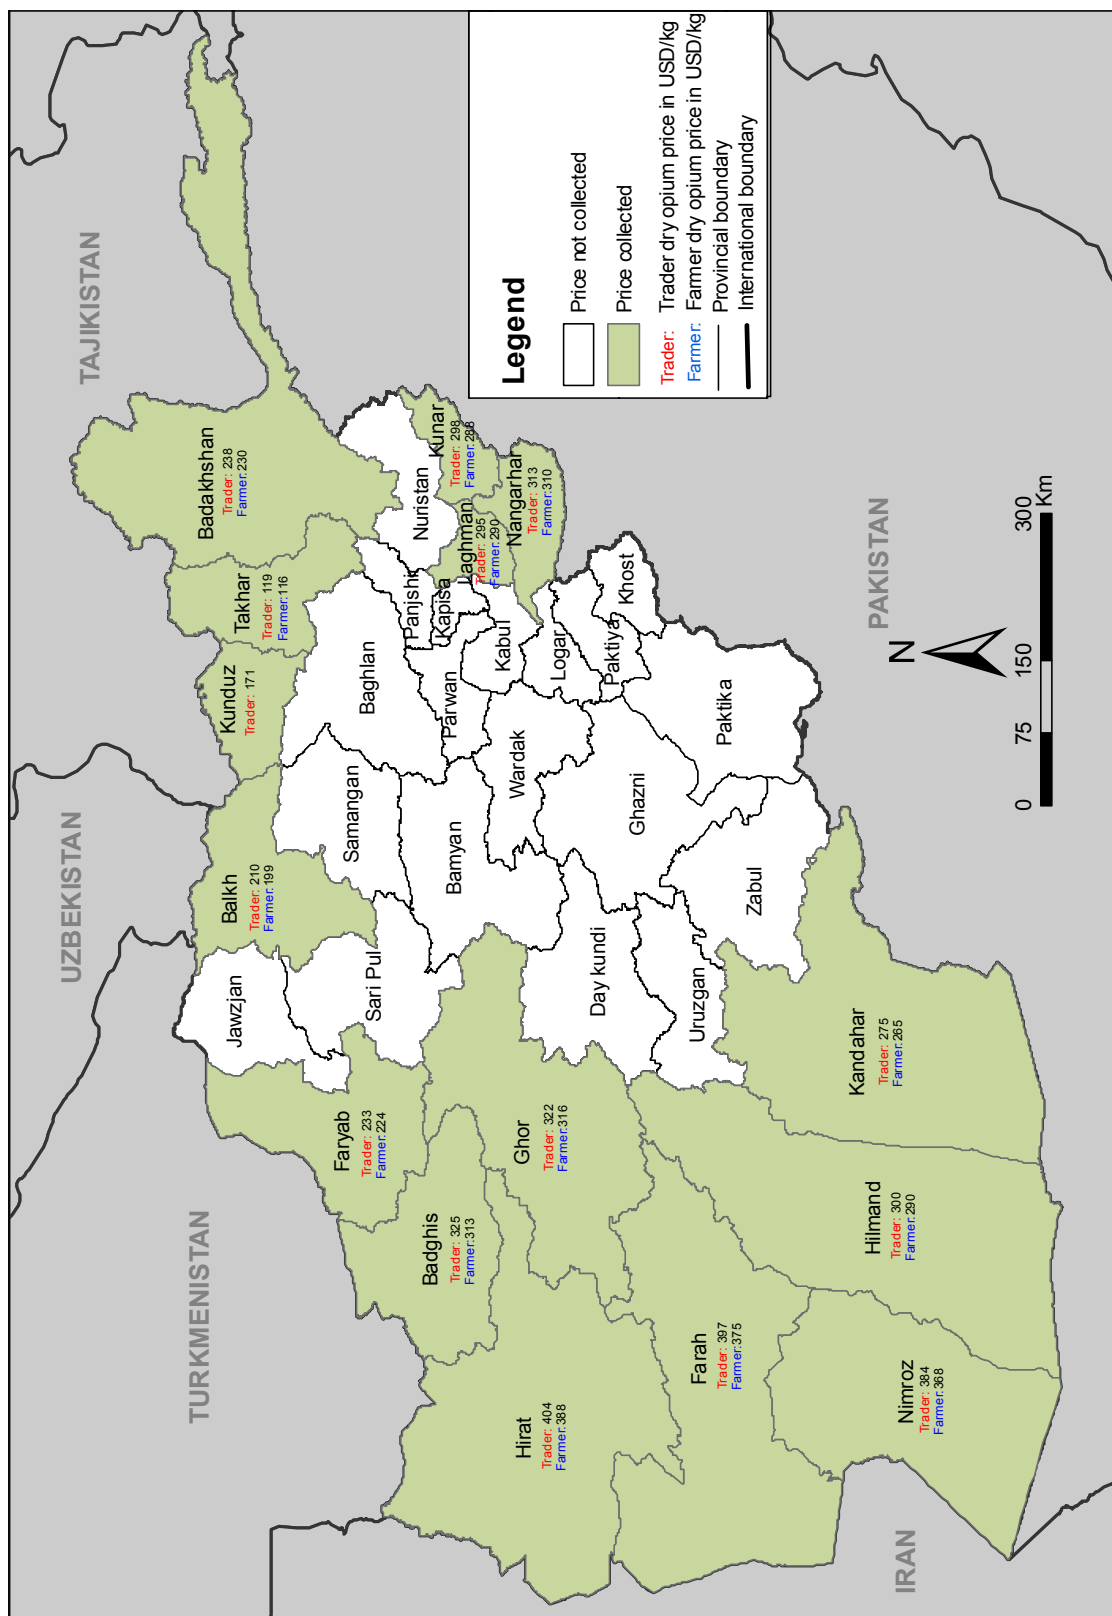 TAJIKISTAN
UZBEKISTAN
TURKMENISTAN
IRAN
PAKISTAN
Badakhshan
Trader: 238
Farmer:230
Takhar
Trader: 119
Farmer:116
Kunduz
Trader: 171
Balkh
Trader: 210
Farmer:199
Jawzjan
Sari Pul
Samangan
Baghlan
Faryab
Trader: 233
Farmer:224
Badghis
Trader: 325
Farmer:313
Hirat
Trader: 404
Farmer:388
Ghor
Trader: 322
Farmer:316
Bamyan
Parwan
Panjshir
Kapisa
Nuristan
Kunar
Trader: 298
Farmer:288
Laghman
Trader: 295
Farmer:290
Nangarhar
Trader: 313
Farmer:310
Kabul
Wardak
Logar
Paktiya
Khost
Day kundi
Ghazni
Paktika
Uruzgan
Zabul
Farah
Trader: 397
Farmer:375
Nimroz
Trader: 384
Farmer:368
Hilmand
Trader: 300
Farmer:290
Kandahar
Trader: 275
Farmer:265
Legend
Price not collected
Price collected
Trader: Trader dry opium price in USD/kg
Farmer: Farmer dry opium price in USD/kg
Provincial boundary
International boundary
N
0 75 150 300
Km